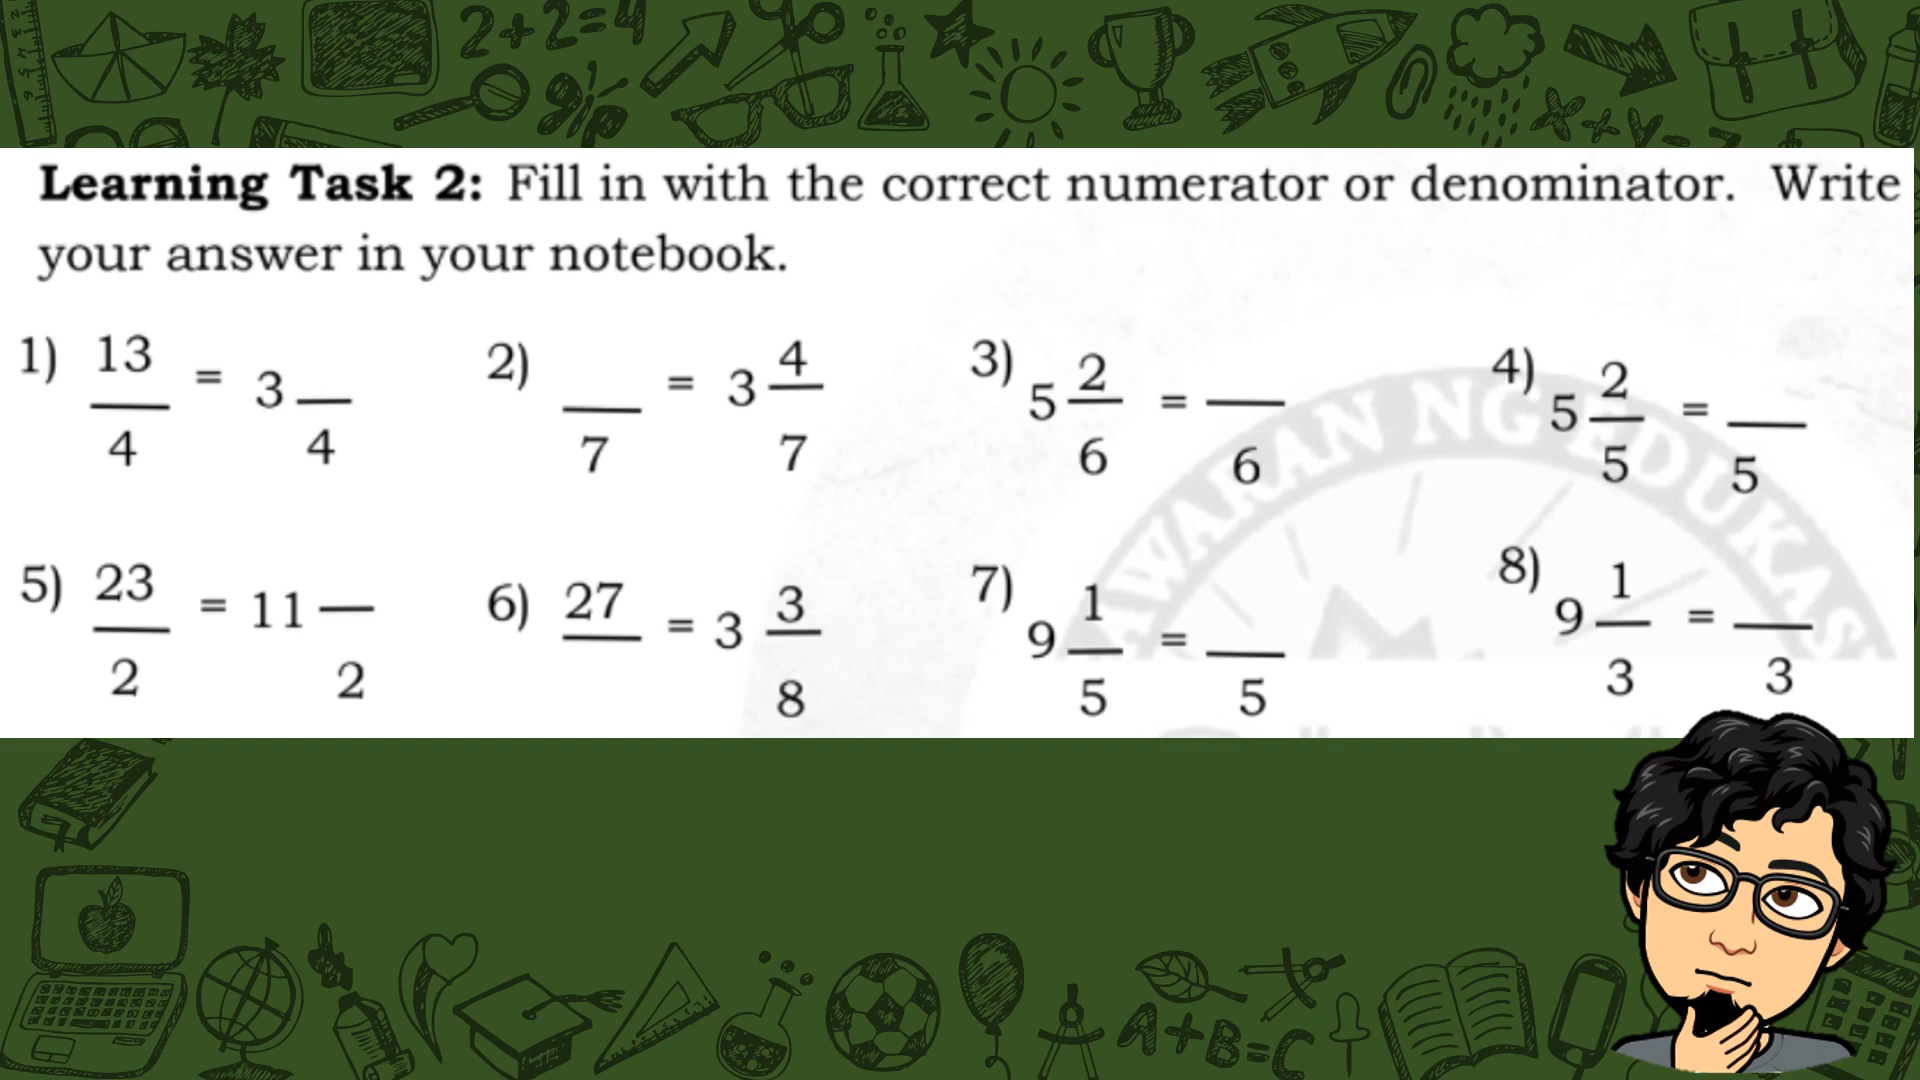 2+2=4
Learning Task 2: Fill in with the correct numerator or denominator. Write
your answer in your notebook.
1) 13/4 = 3 __/4
2) __/7 = 3 4/7
3) 5 2/6 = __/6
4) 5 2/5 = __/5
5) 23/2 = 11 __/2
6) 27/__ = 3 3/8
7) 9 1/5 = __/5
8) 9 1/3 = __/3
AWARAN NG EDUKAS
A+B=C